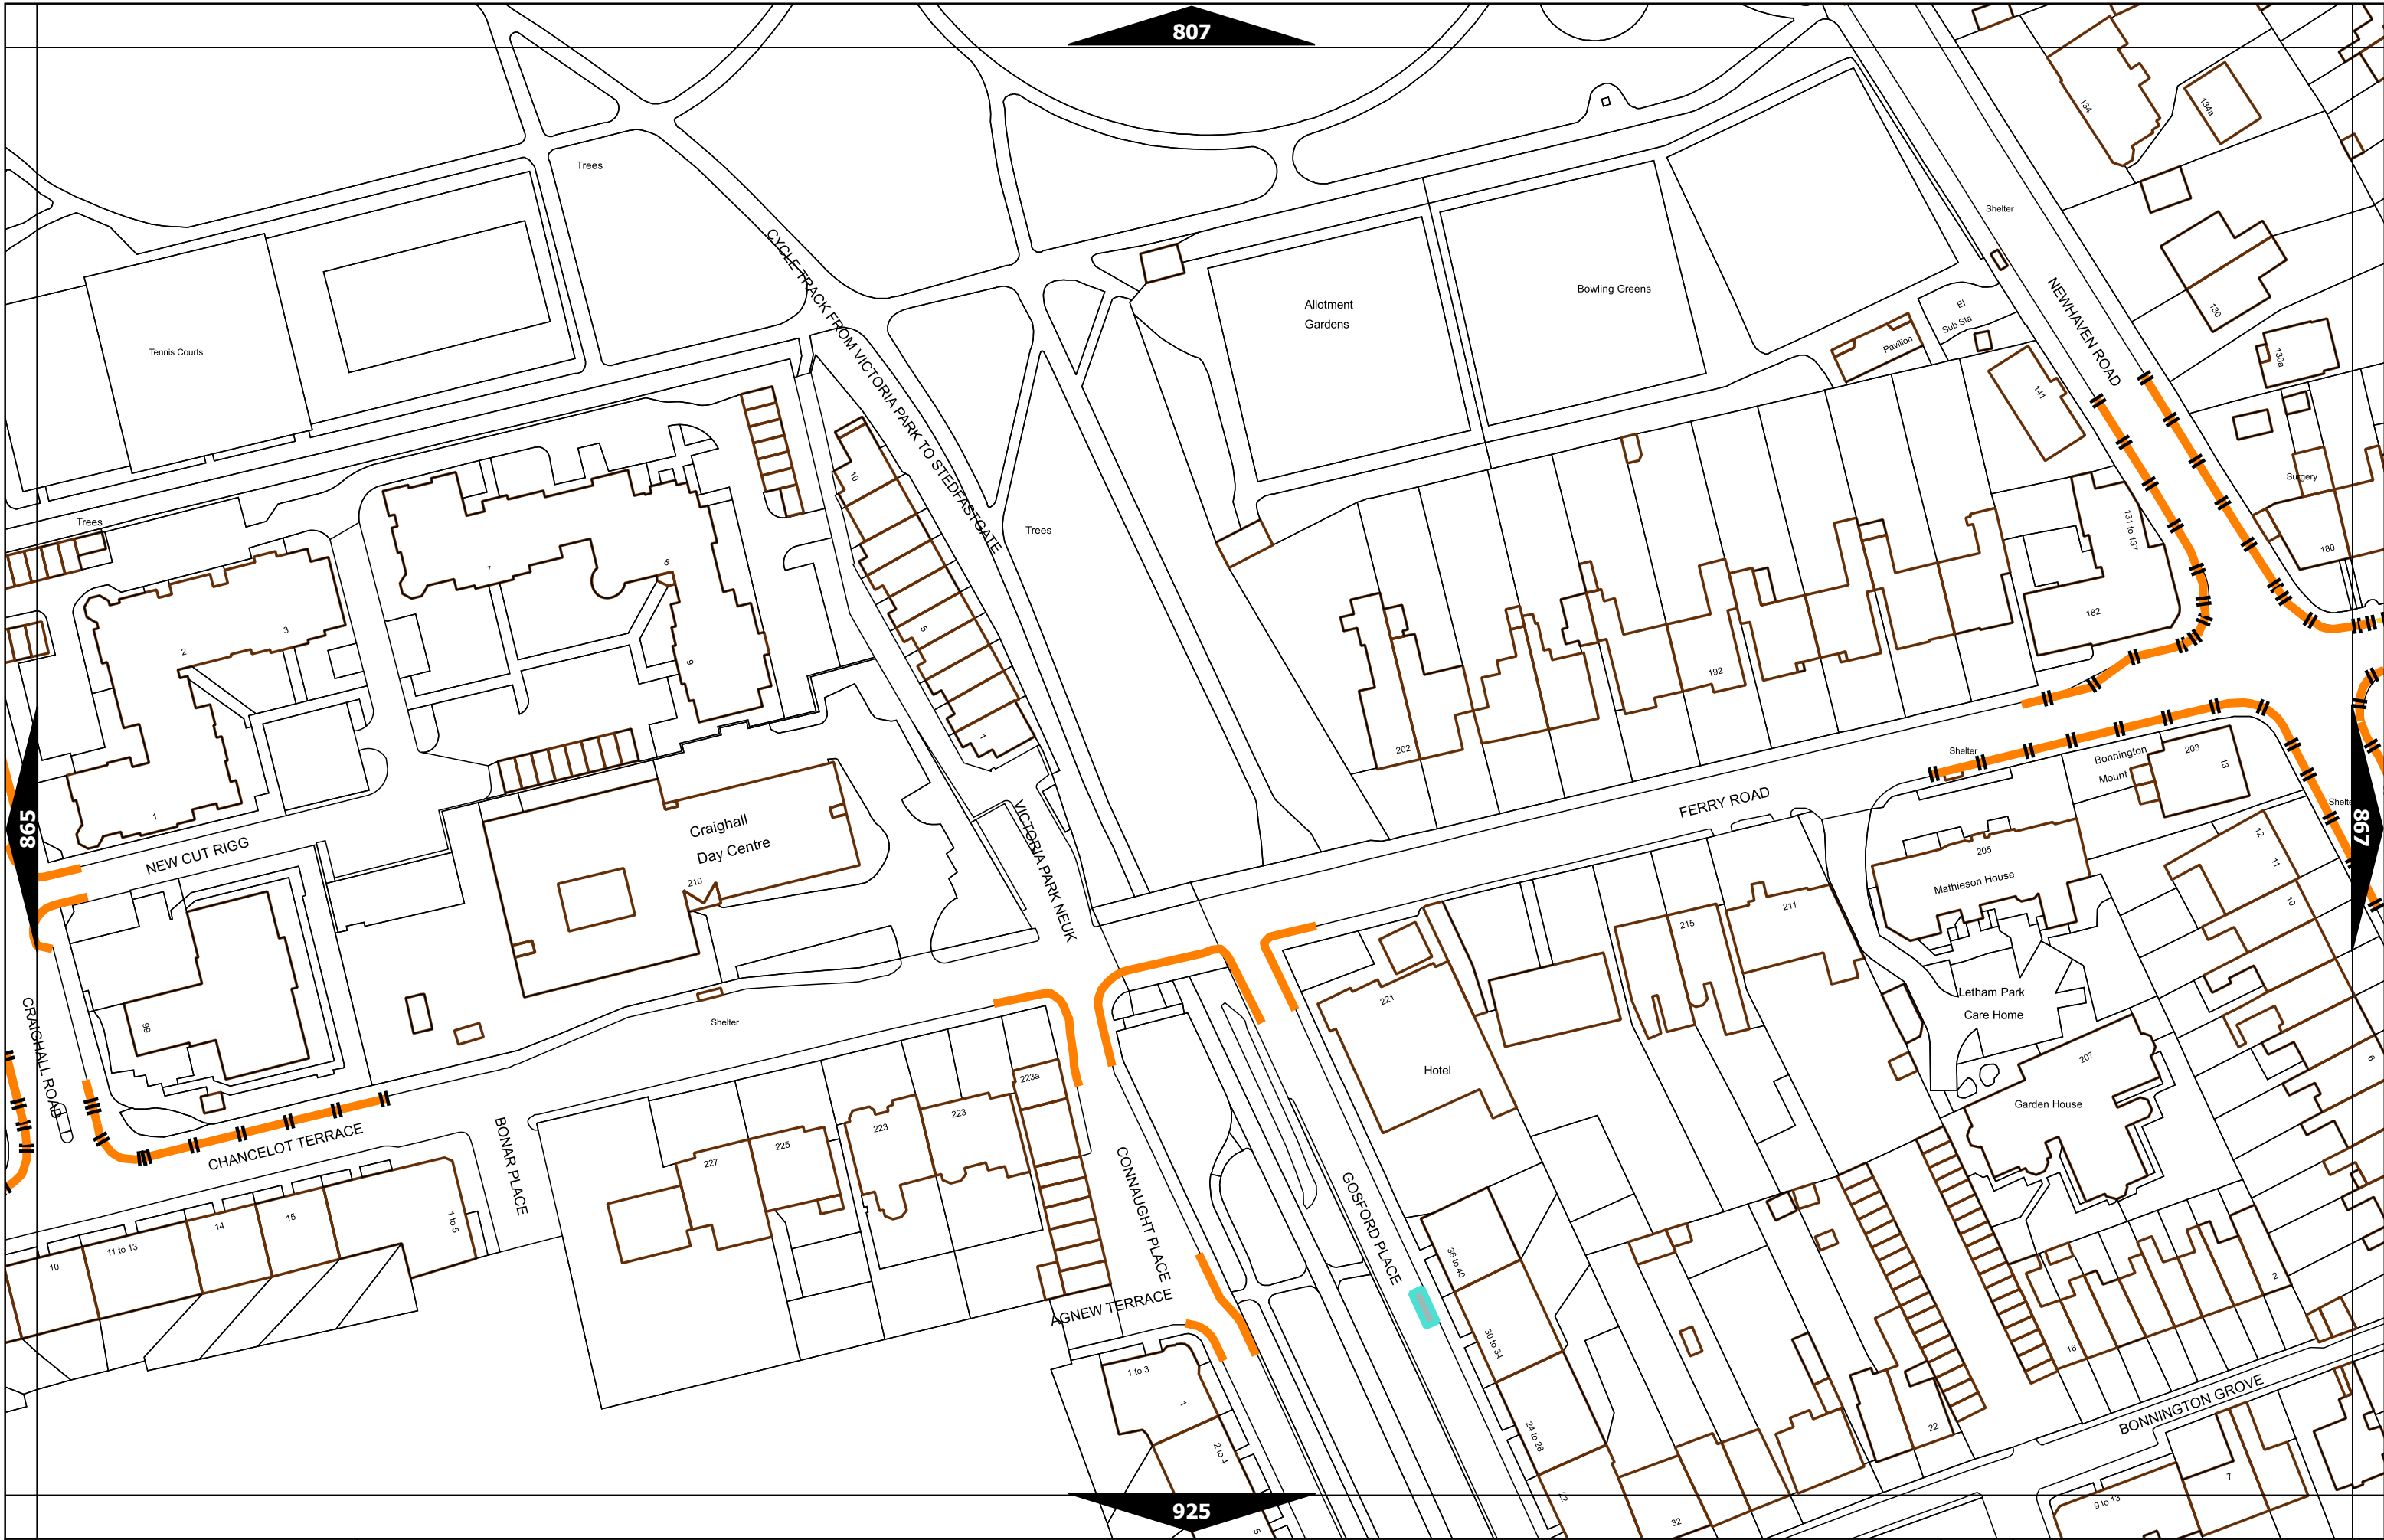 807
Trees
134
134a
Shelter
CYCLE TRACK FROM VICTORIA PARK TO STEDFASTGATE
Allotment
Gardens
Bowling Greens
El
Sub Sta
Pavilion
NEWHAVEN ROAD
130
130a
Tennis Courts
141
10
Surgery
Trees
Trees
131 to 137
180
7
8
3
2
9
5
182
192
1
202
Shelter
Bonnington
Mount
203
13
Shelte
865
867
1
NEW CUT RIGG
Craighall
Day Centre
210
VICTORIA PARK NEUK
FERRY ROAD
12
11
10
205
Mathieson House
211
215
221
Letham Park
Care Home
99
CRAIGHALL ROAD
Shelter
Hotel
207
Garden House
6
CHANCELOT TERRACE
BONAR PLACE
223a
223
223
225
227
CONNAUGHT PLACE
GOSFORD PLACE
10
11 to 13
14
15
1 to 5
AGNEW TERRACE
36 to 40
30 to 34
24 to 28
22
2
16
22
32
BONNINGTON GROVE
1 to 3
1
2 to 4
5
9 to 13
7
925